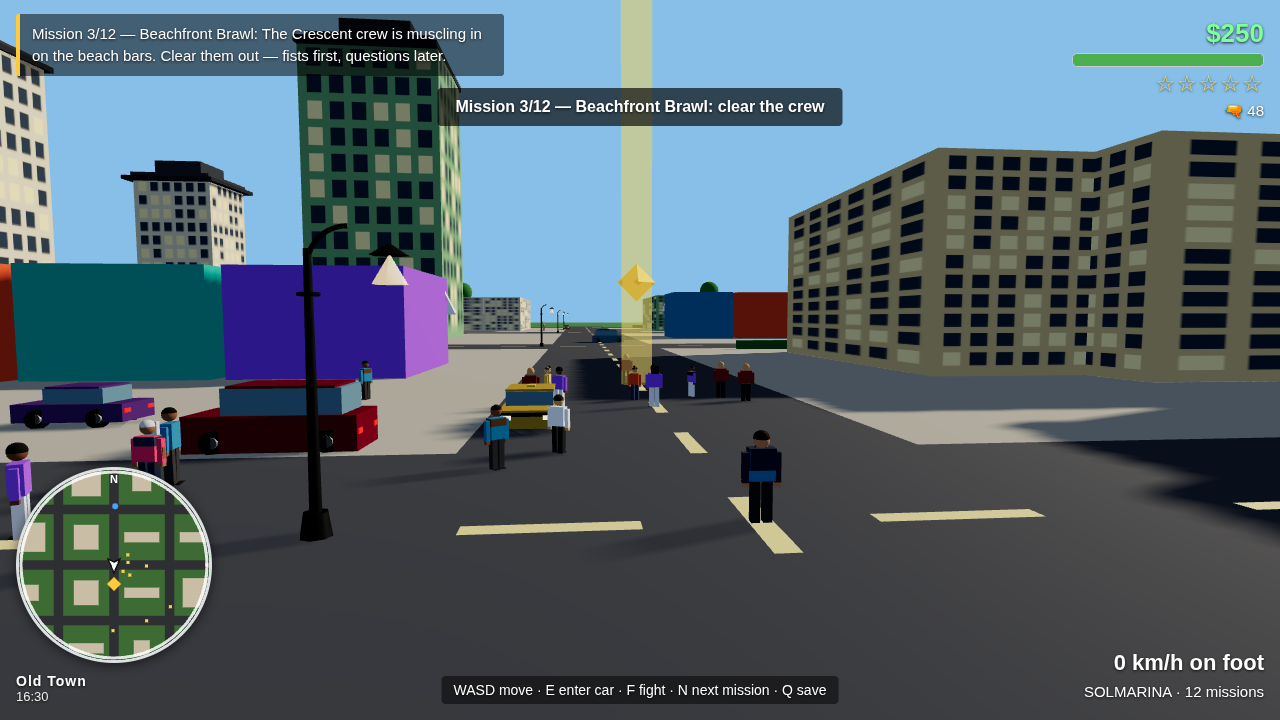 Mission 3/12 — Beachfront Brawl: The Crescent crew is muscling in
on the beach bars. Clear them out — fists first, questions later.
$250
48
Mission 3/12 — Beachfront Brawl: clear the crew
N
Old Town
16:30
WASD move · E enter car · F fight · N next mission · Q save
0 km/h on foot
SOLMARINA · 12 missions